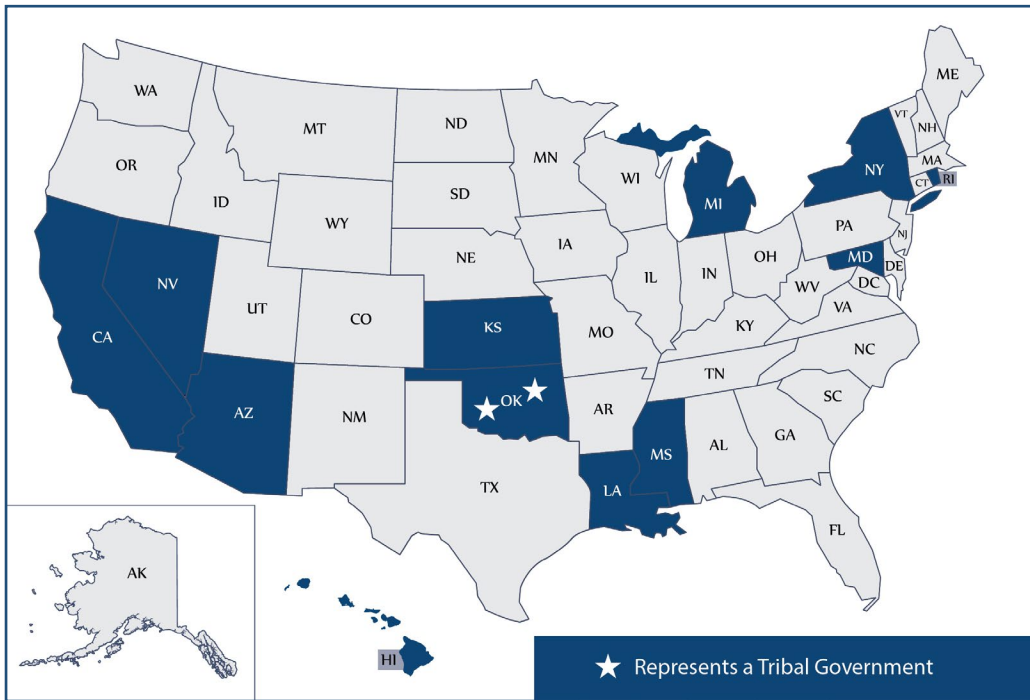 WA
OR
CA
NV
ID
MT
WY
UT
AZ
CO
NM
ND
SD
NE
KS
OK
TX
MN
IA
MO
AR
LA
WI
IL
MS
MI
IN
KY
TN
AL
OH
WV
VA
NC
SC
GA
FL
PA
NY
MD
DE
DC
NJ
CT
RI
MA
VT
NH
ME
AK
HI
Represents a Tribal Government